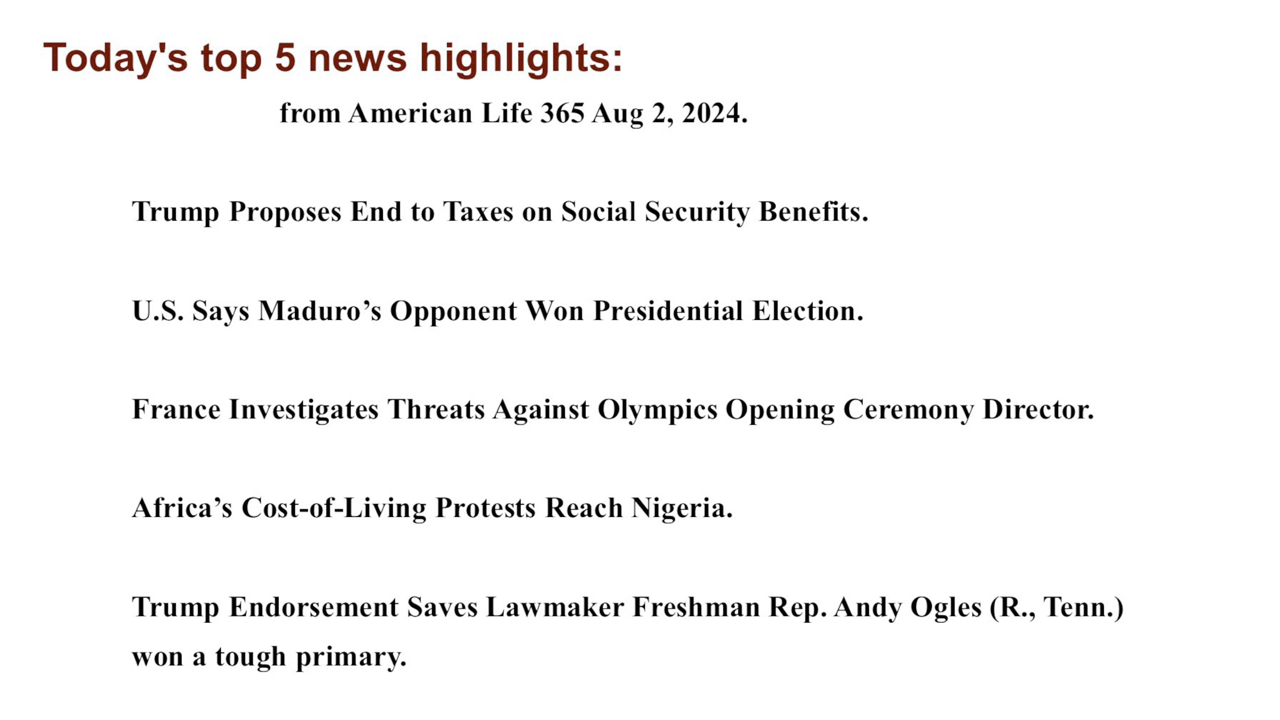 Today's top 5 news highlights:
from American Life 365 Aug 2, 2024.
Trump Proposes End to Taxes on Social Security Benefits.
U.S. Says Maduro’s Opponent Won Presidential Election.
France Investigates Threats Against Olympics Opening Ceremony Director.
Africa’s Cost-of-Living Protests Reach Nigeria.
Trump Endorsement Saves Lawmaker Freshman Rep. Andy Ogles (R., Tenn.)
won a tough primary.